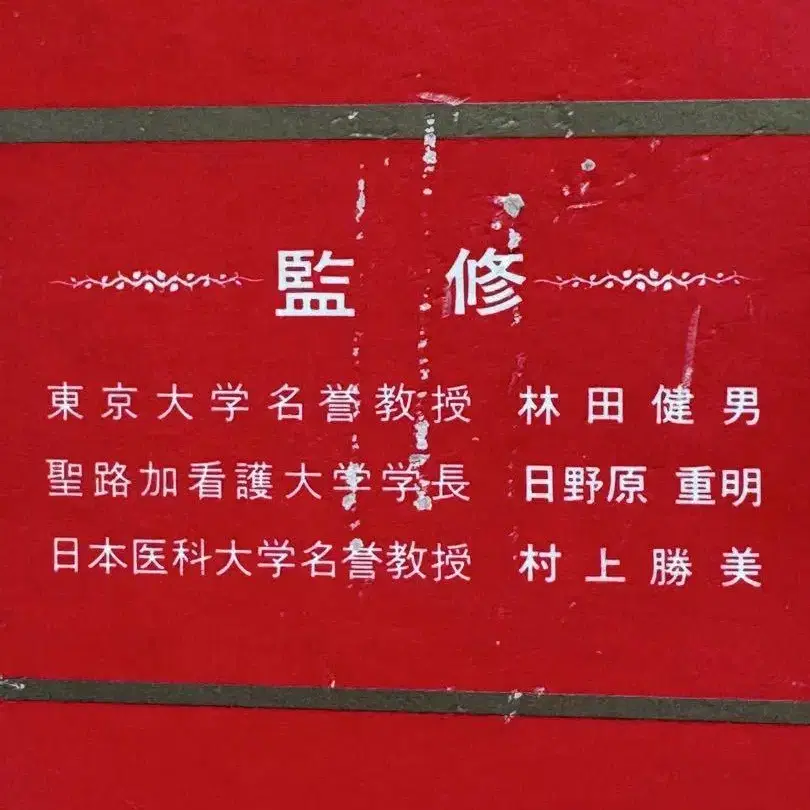 監修
東京大学名誉教授 林田健男
聖路加看護大学学長 日野原重明
日本医科大学名誉教授 村上勝美